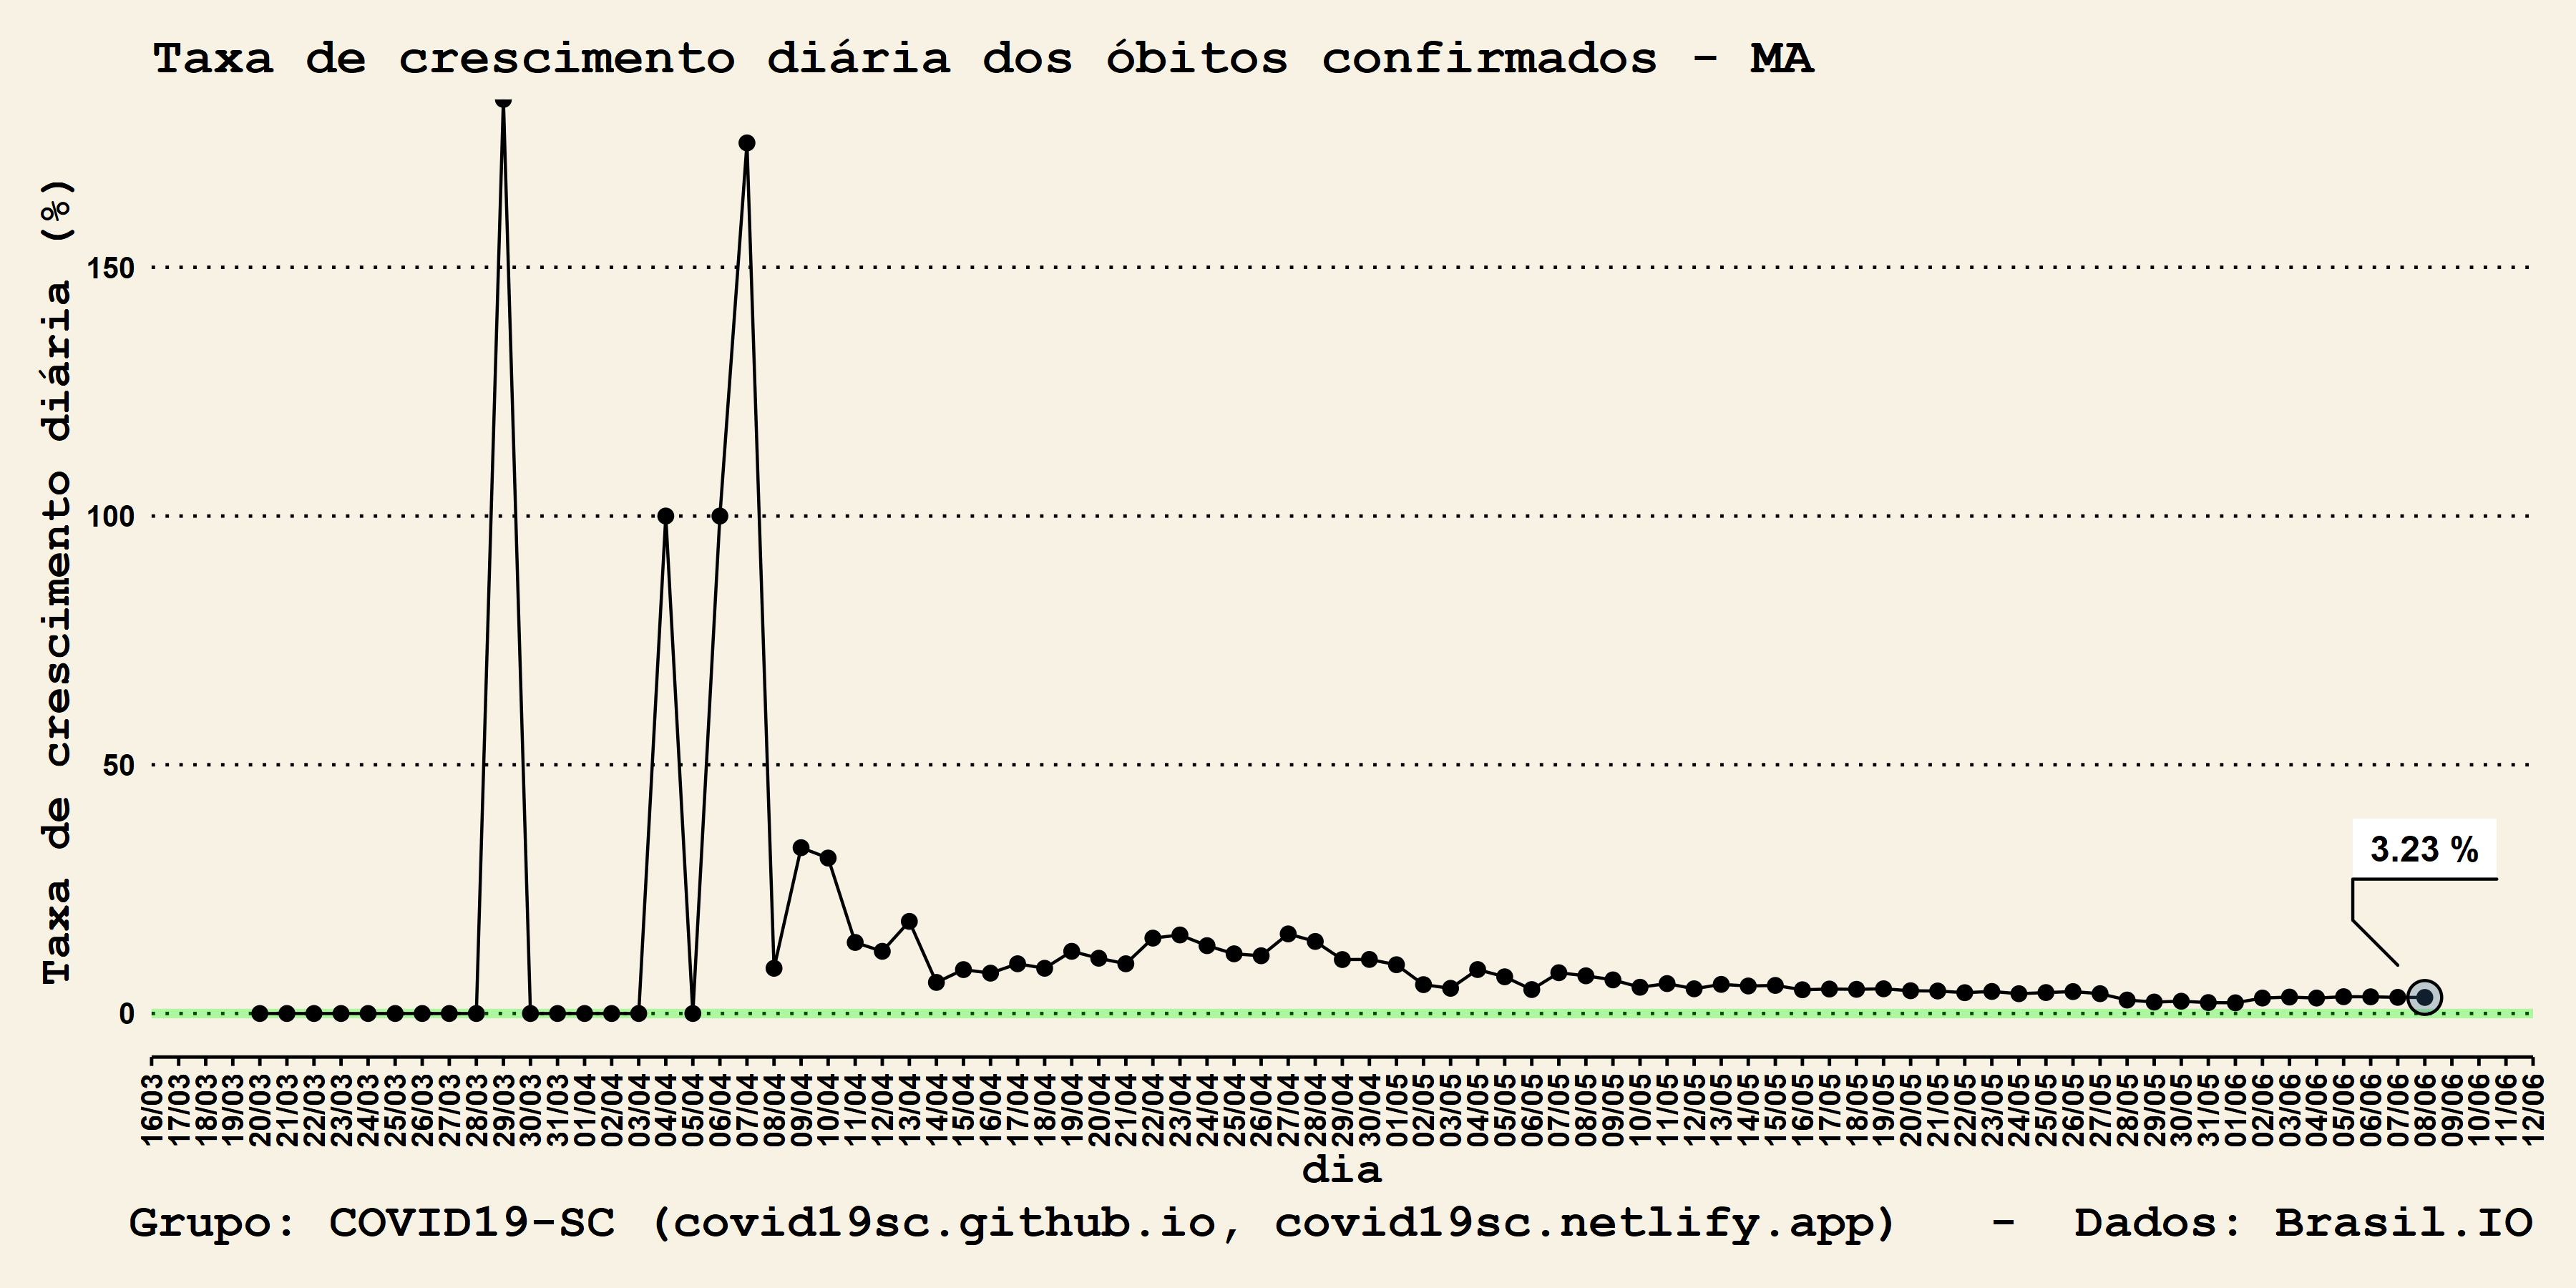 Taxa de crescimento diária dos óbitos confirmados - MA
Taxa de crescimento diária (%)
150
100
50
0
3.23 %
16/03 17/03 18/03 19/03 20/03 21/03 22/03 23/03 24/03 25/03 26/03 27/03 28/03 29/03 30/03 31/03 01/04 02/04 03/04 04/04 05/04 06/04 07/04 08/04 09/04 10/04 11/04 12/04 13/04 14/04 15/04 16/04 17/04 18/04 19/04 20/04 21/04 22/04 23/04 24/04 25/04 26/04 27/04 28/04 29/04 30/04 01/05 02/05 03/05 04/05 05/05 06/05 07/05 08/05 09/05 10/05 11/05 12/05 13/05 14/05 15/05 16/05 17/05 18/05 19/05 20/05 21/05 22/05 23/05 24/05 25/05 26/05 27/05 28/05 29/05 30/05 31/05 01/06 02/06 03/06 04/06 05/06 06/06 07/06 08/06 09/06 10/06 11/06 12/06
dia
Grupo: COVID19-SC (covid19sc.github.io, covid19sc.netlify.app) - Dados: Brasil.IO